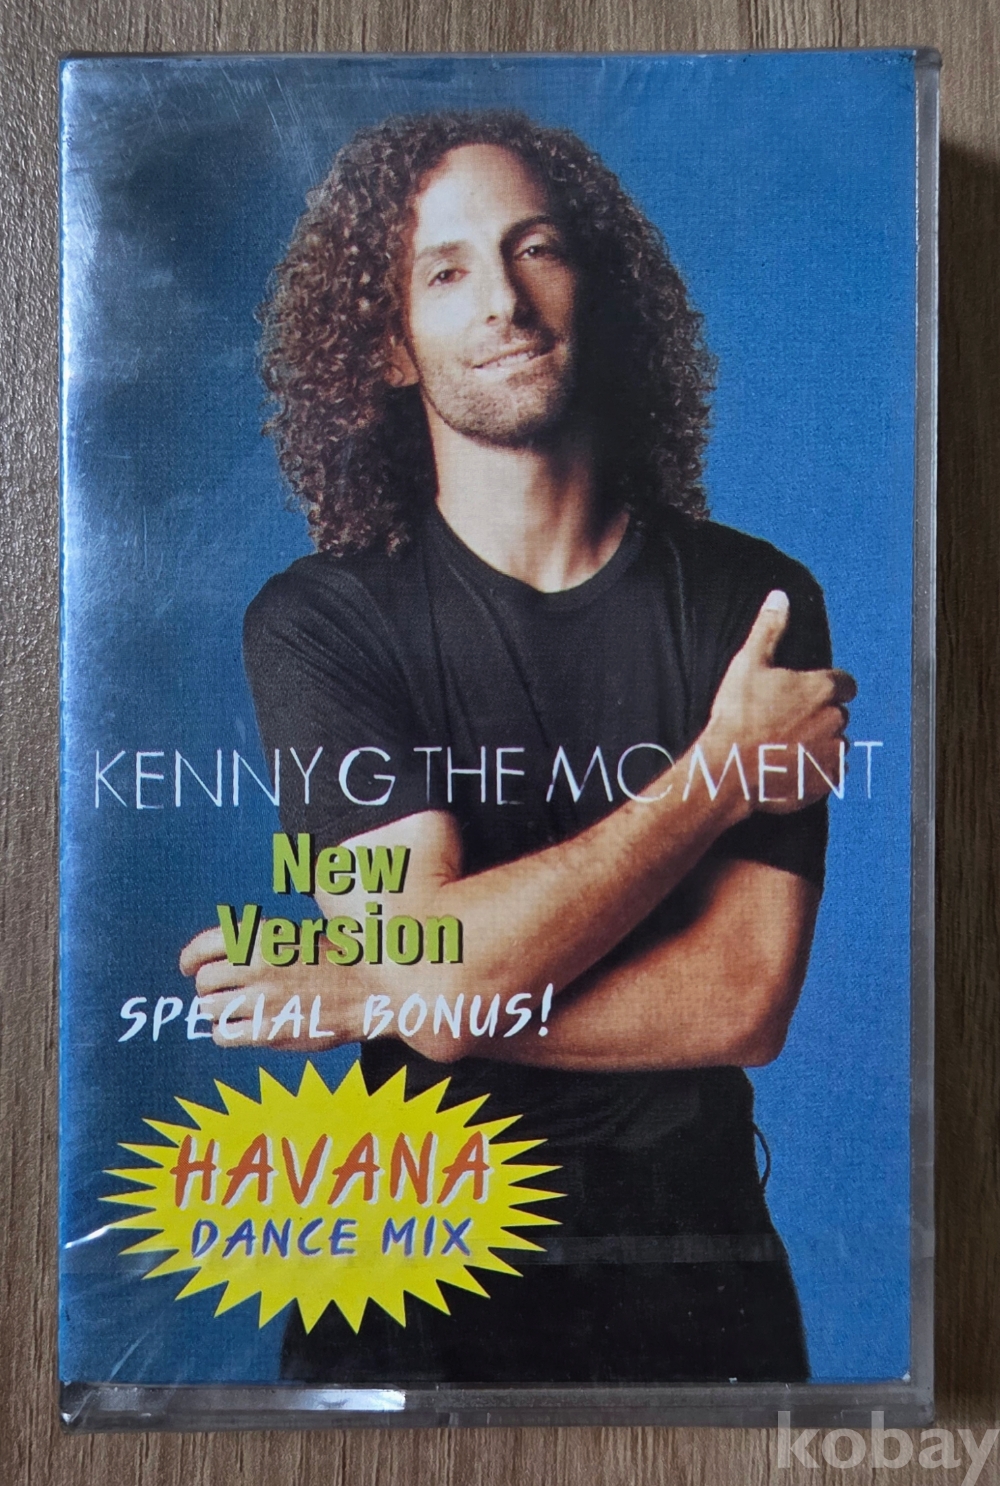 KENNY G THE MOMENT
New
Version
SPECIAL BONUS!
HAVANA
DANCE MIX
kobay